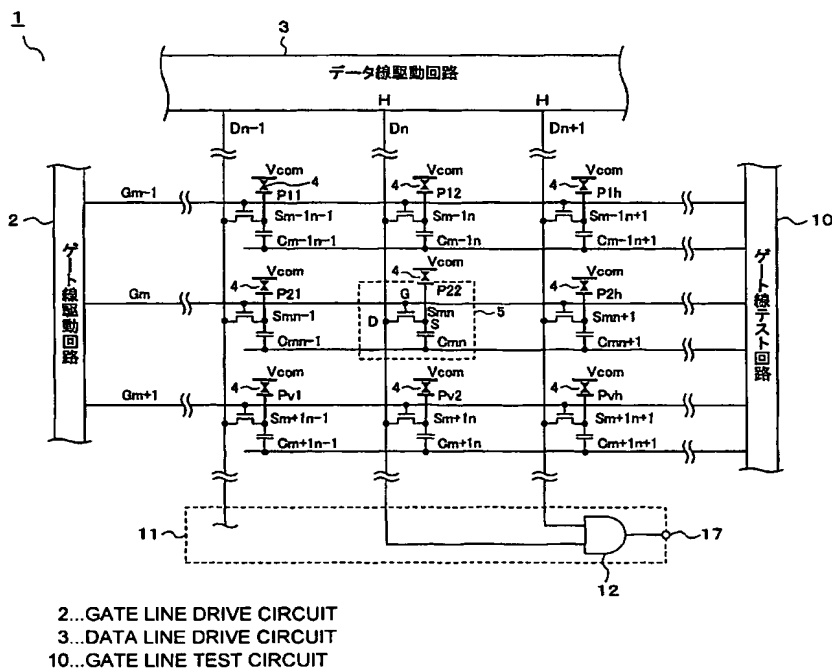 1
3
データ線駆動回路
H H
Dn-1 Dn Dn+1
Vcom Vcom Vcom
4 4 4
P11 P12 P1h
Gm-1
2 10
Sm-1n-1 Sm-1n Sm-1n+1
Cm-1n-1 Cm-1n Cm-1n+1
ゲート線駆動回路
ゲート線テスト回路
Vcom Vcom Vcom
4 4 4
P21 P22 P2h
Gm
G
Smn-1 D Smn S Smn+1
5
Cmn-1 Cmn Cmn+1
Vcom Vcom Vcom
4 4 4
Pv1 Pv2 Pvh
Gm+1
Sm+1n-1 Sm+1n Sm+1n+1
Cm+1n-1 Cm+1n Cm+1n+1
11 17
12
2...GATE LINE DRIVE CIRCUIT
3...DATA LINE DRIVE CIRCUIT
10...GATE LINE TEST CIRCUIT